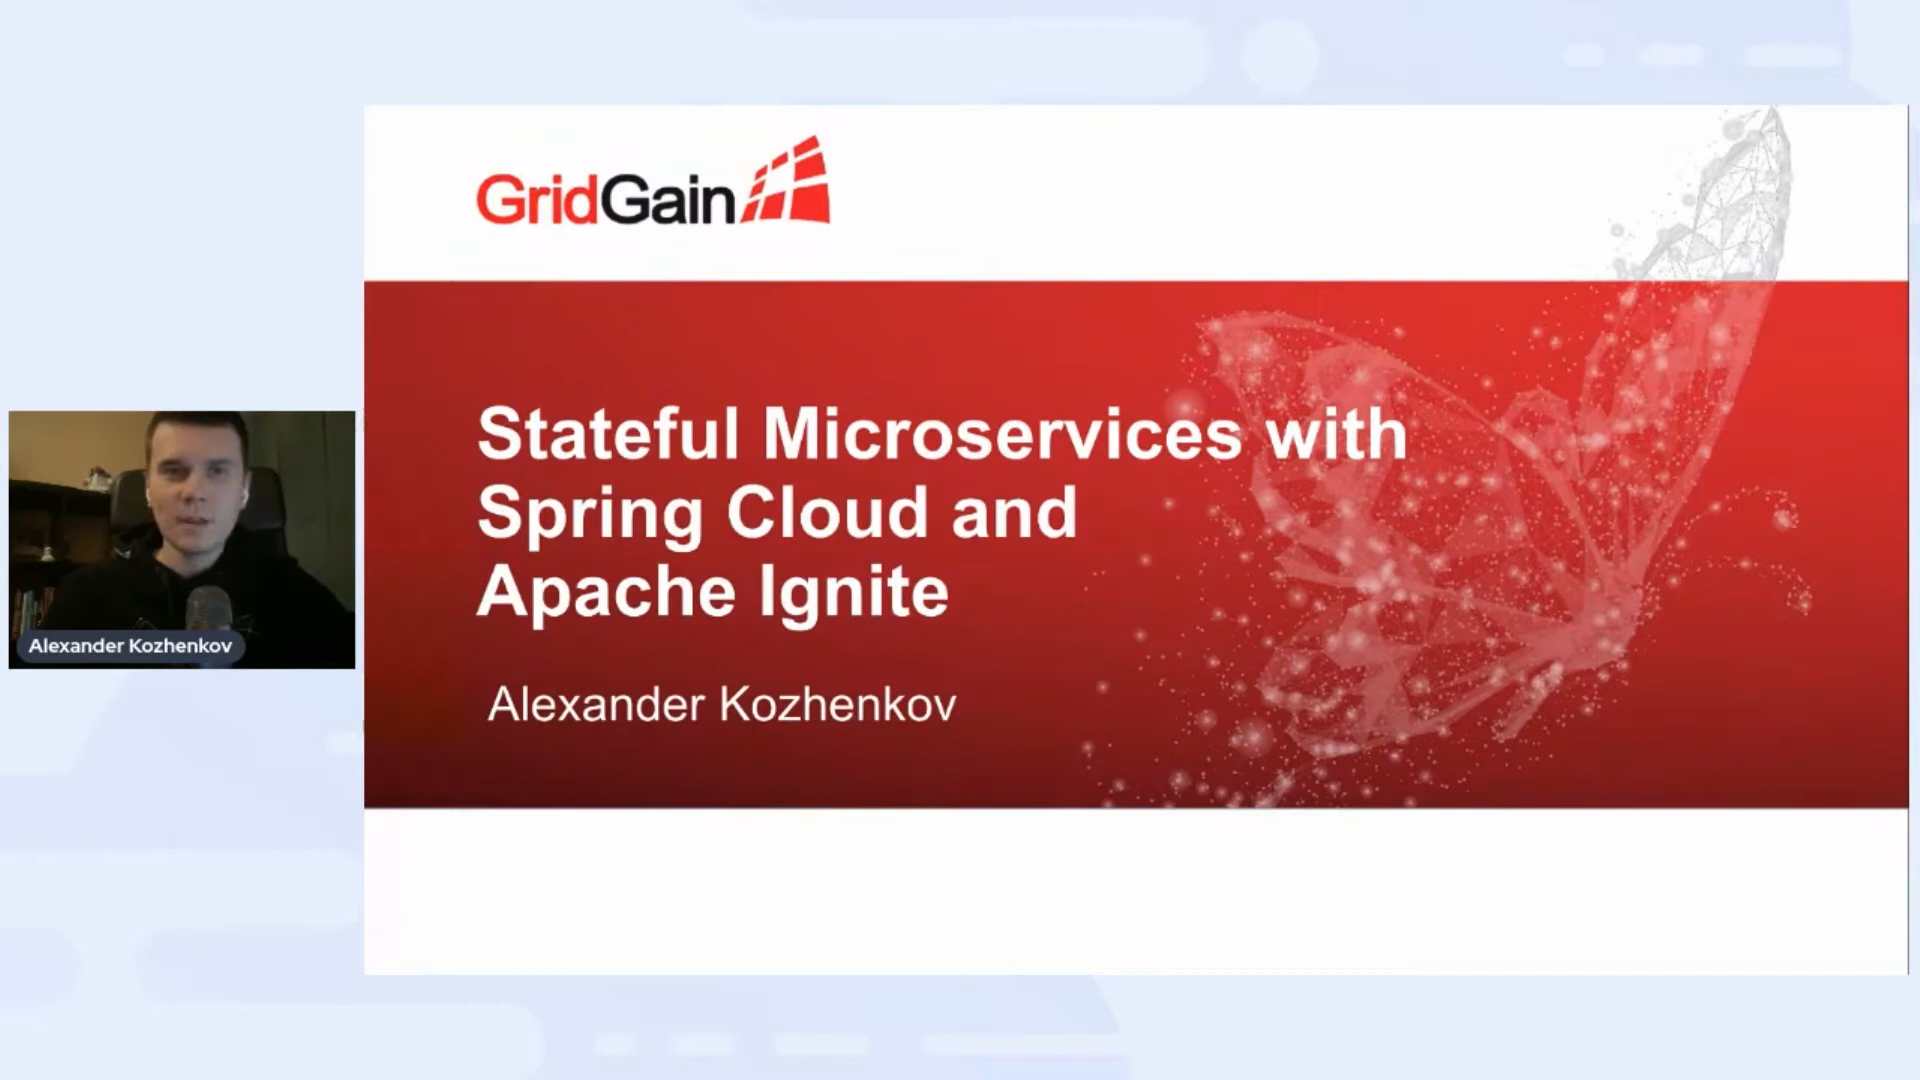 GridGain
Stateful Microservices with
Spring Cloud and
Apache Ignite
Alexander Kozhenkov
Alexander Kozhenkov